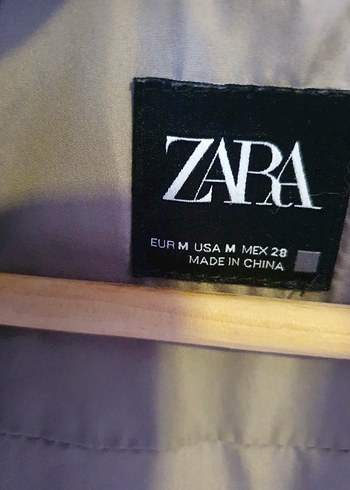 ZARA
EUR M USA M MEX 28
MADE IN CHINA